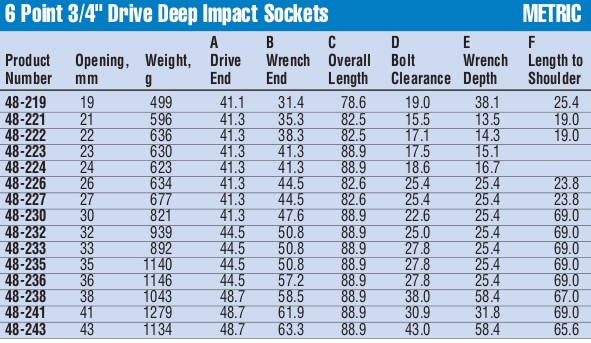 6 Point 3/4" Drive Deep Impact Sockets METRIC
A B C D E F
Product Opening, Weight, Drive Wrench Overall Bolt Wrench Length to
Number mm g End End Length Clearance Depth Shoulder
48-219 19 499 41.1 31.4 78.6 19.0 38.1 25.4
48-221 21 596 41.3 35.3 82.5 15.5 13.5 19.0
48-222 22 636 41.3 38.3 82.5 17.1 14.3 19.0
48-223 23 630 41.3 41.3 88.9 17.5 15.1
48-224 24 623 41.3 41.3 88.9 18.6 16.7
48-226 26 634 41.3 44.5 82.6 25.4 25.4 23.8
48-227 27 677 41.3 44.5 82.6 25.4 25.4 23.8
48-230 30 821 41.3 47.6 88.9 22.6 25.4 69.0
48-232 32 939 44.5 50.8 88.9 25.0 25.4 69.0
48-233 33 892 44.5 50.8 88.9 27.8 25.4 69.0
48-235 35 1140 44.5 50.8 88.9 27.8 25.4 69.0
48-236 36 1146 44.5 57.2 88.9 27.8 25.4 69.0
48-238 38 1043 48.7 58.5 88.9 38.0 58.4 67.0
48-241 41 1279 48.7 61.9 88.9 30.9 31.8 69.0
48-243 43 1134 48.7 63.3 88.9 43.0 58.4 65.6